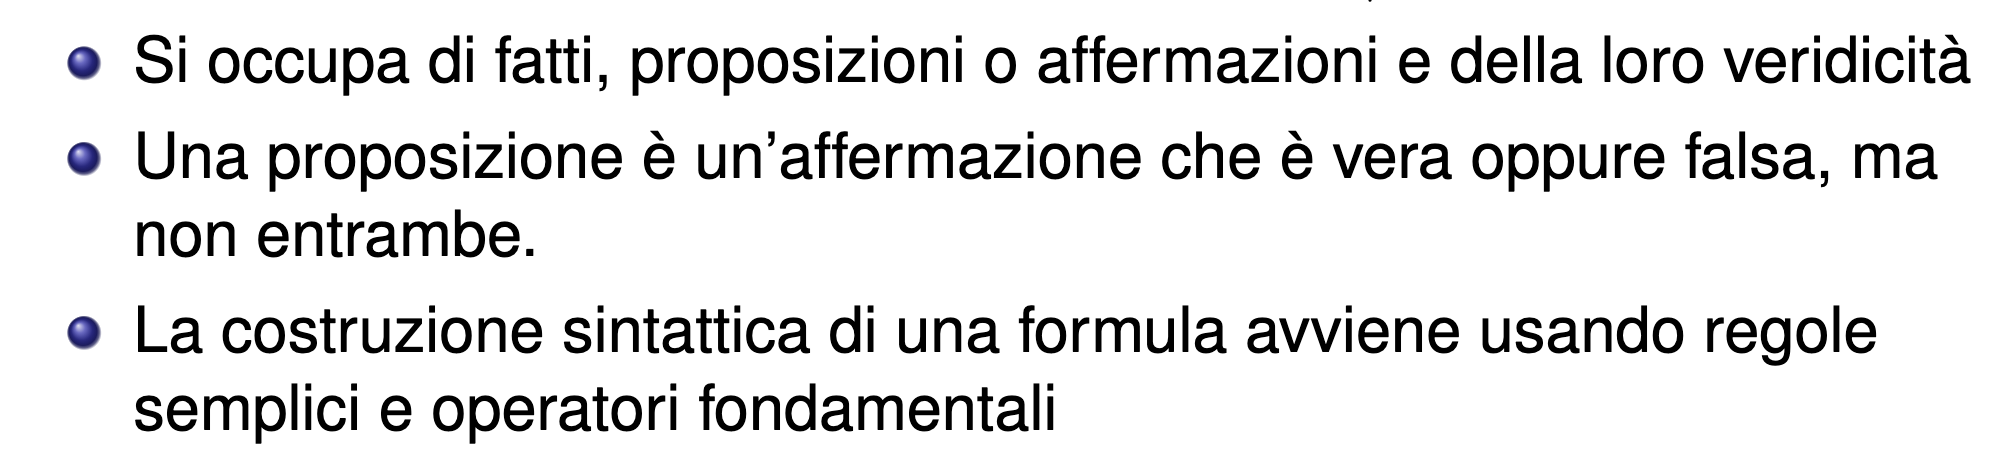 Si occupa di fatti, proposizioni o affermazioni e della loro veridicità
Una proposizione è un'affermazione che è vera oppure falsa, ma
non entrambe.
La costruzione sintattica di una formula avviene usando regole
semplici e operatori fondamentali